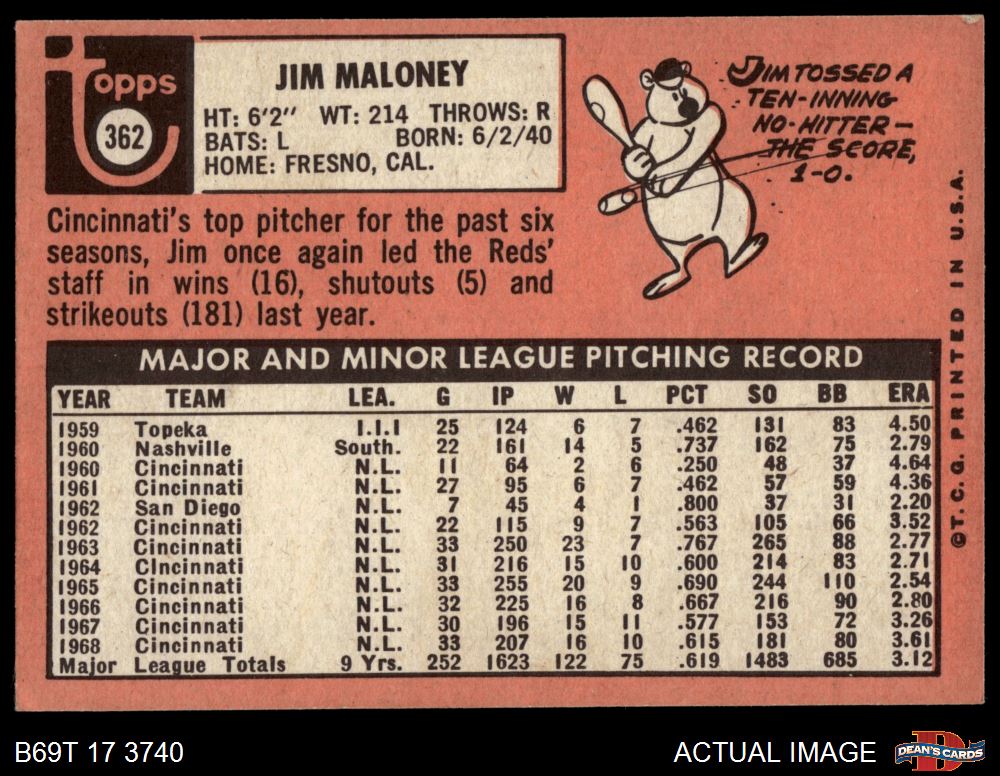 topps
362
JIM MALONEY
HT: 6'2" WT: 214 THROWS: R
BATS: L BORN: 6/2/40
HOME: FRESNO, CAL.
JIM TOSSED A
TEN-INNING
NO-HITTER—
THE SCORE,
1-0.
Cincinnati's top pitcher for the past six
seasons, Jim once again led the Reds'
staff in wins (16), shutouts (5) and
strikeouts (181) last year.
MAJOR AND MINOR LEAGUE PITCHING RECORD
YEAR TEAM LEA. G IP W L PCT SO BB ERA
1959 Topeka I.I.I 25 124 6 7 .462 131 83 4.50
1960 Nashville South. 22 161 14 5 .737 162 75 2.79
1960 Cincinnati N.L. 11 64 2 6 .250 48 37 4.64
1961 Cincinnati N.L. 27 95 6 7 .462 57 59 4.36
1962 San Diego N.L. 7 45 4 1 .800 37 31 2.20
1962 Cincinnati N.L. 22 115 9 7 .563 105 66 3.52
1963 Cincinnati N.L. 33 250 23 7 .767 265 88 2.77
1964 Cincinnati N.L. 31 216 15 10 .600 214 83 2.71
1965 Cincinnati N.L. 33 255 20 9 .690 244 110 2.54
1966 Cincinnati N.L. 32 225 16 8 .667 216 90 2.80
1967 Cincinnati N.L. 30 196 15 11 .577 153 72 3.26
1968 Cincinnati N.L. 33 207 16 10 .615 181 80 3.61
Major League Totals 9 Yrs. 252 1623 122 75 .619 1483 685 3.12
©T. C. G. PRINTED IN U.S.A.
B69T 17 3740
ACTUAL IMAGE
DEAN'S CARDS